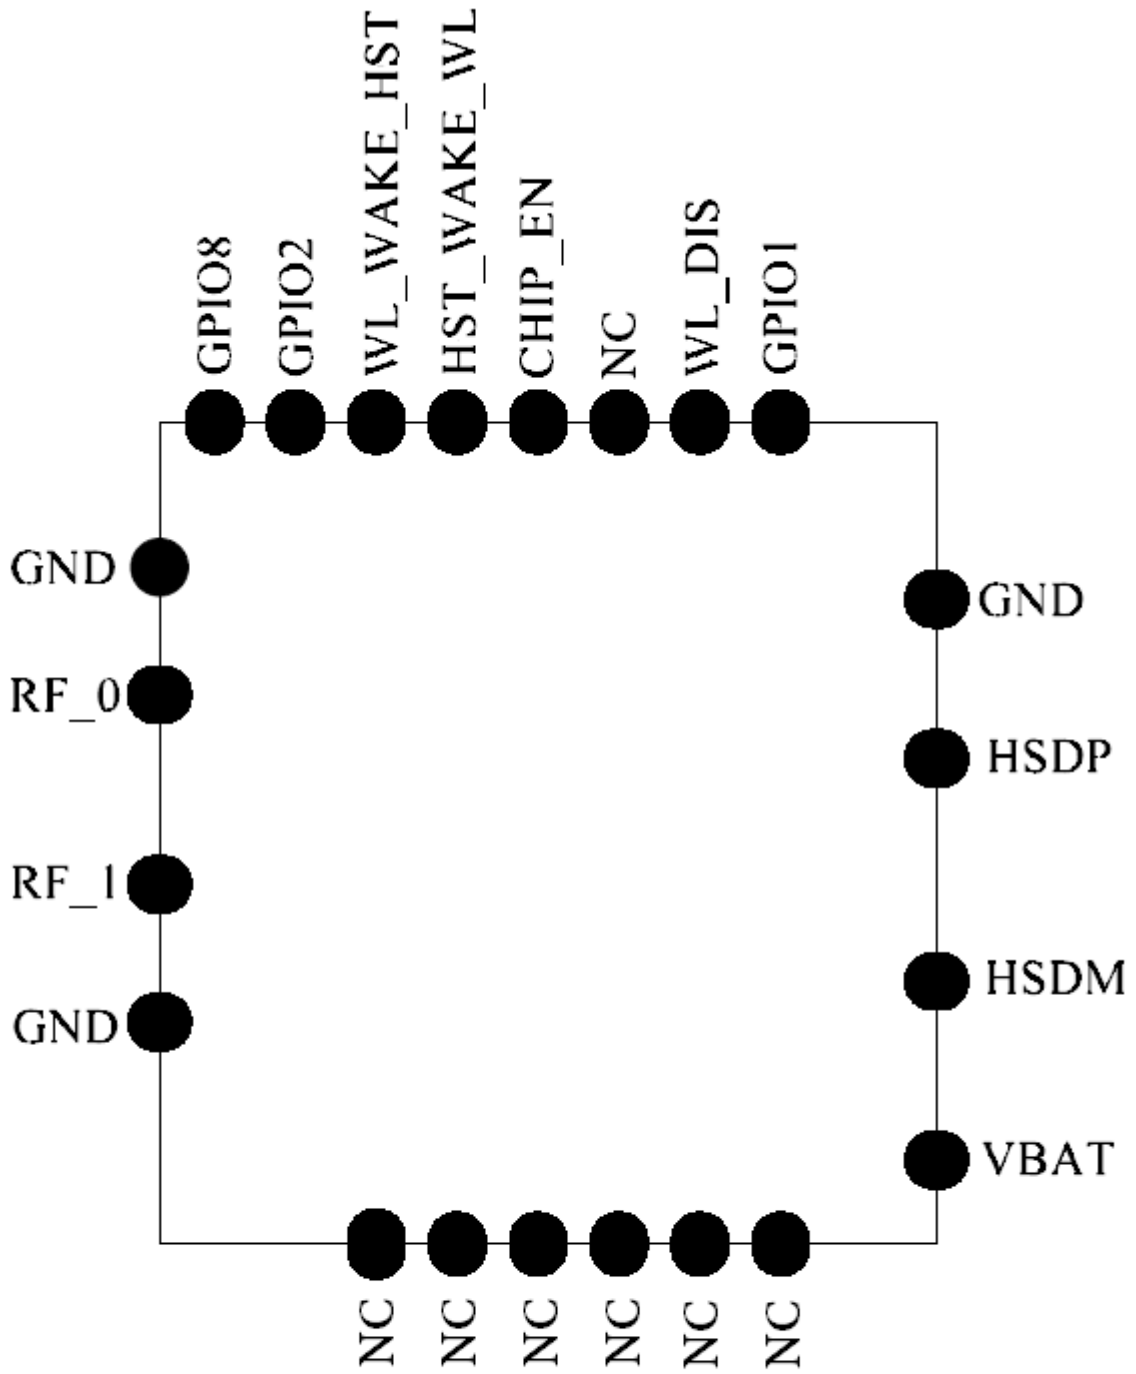 GPIO8
GPIO2
WL_WAKE_HST
HST_WAKE_WL
CHIP_EN
NC
WL_DIS
GPIO1
GND
RF_0
RF_1
GND
GND
HSDP
HSDM
VBAT
NC
NC
NC
NC
NC
NC